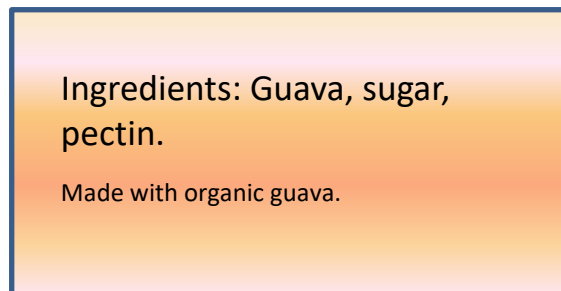 Ingredients: Guava, sugar,
pectin.
Made with organic guava.